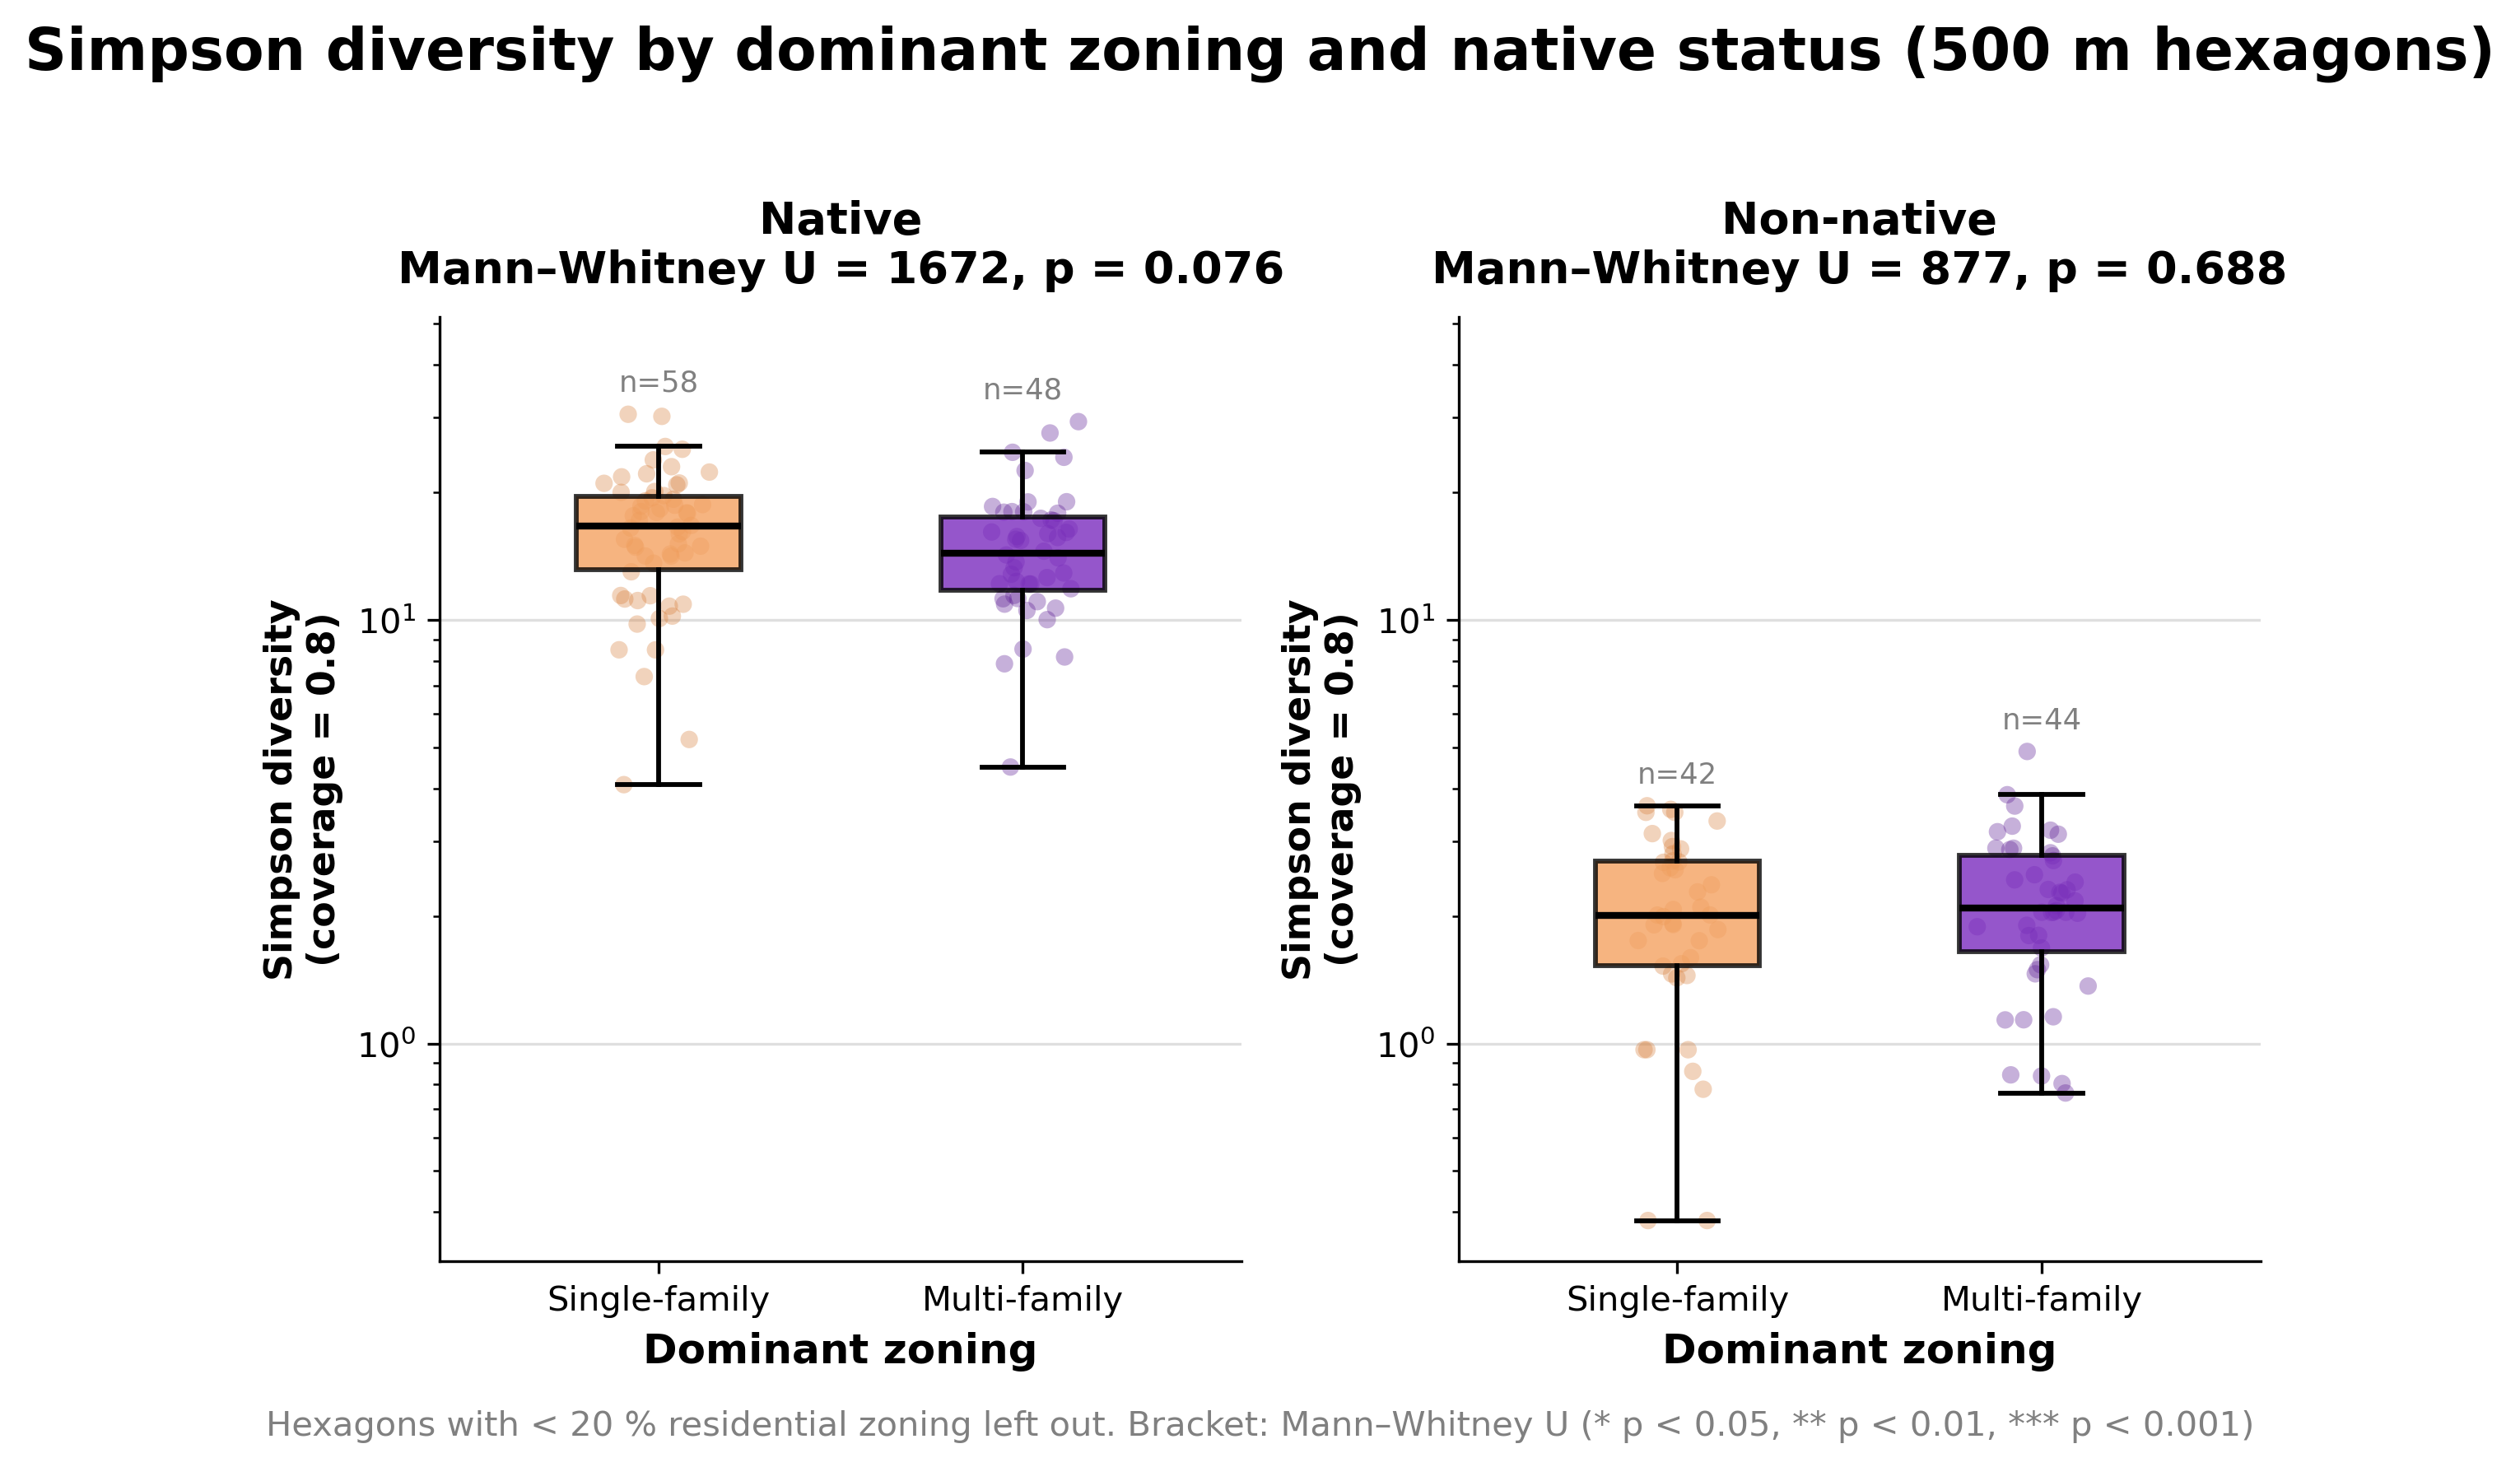 Simpson diversity by dominant zoning and native status (500 m hexagons)
Native
Mann–Whitney U = 1672, p = 0.076
n=58
n=48
Simpson diversity
(coverage = 0.8)
10¹
10⁰
Single-family
Multi-family
Dominant zoning
Non-native
Mann–Whitney U = 877, p = 0.688
n=42
n=44
Simpson diversity
(coverage = 0.8)
10¹
10⁰
Single-family
Multi-family
Dominant zoning
Hexagons with < 20 % residential zoning left out. Bracket: Mann–Whitney U (* p < 0.05, ** p < 0.01, *** p < 0.001)